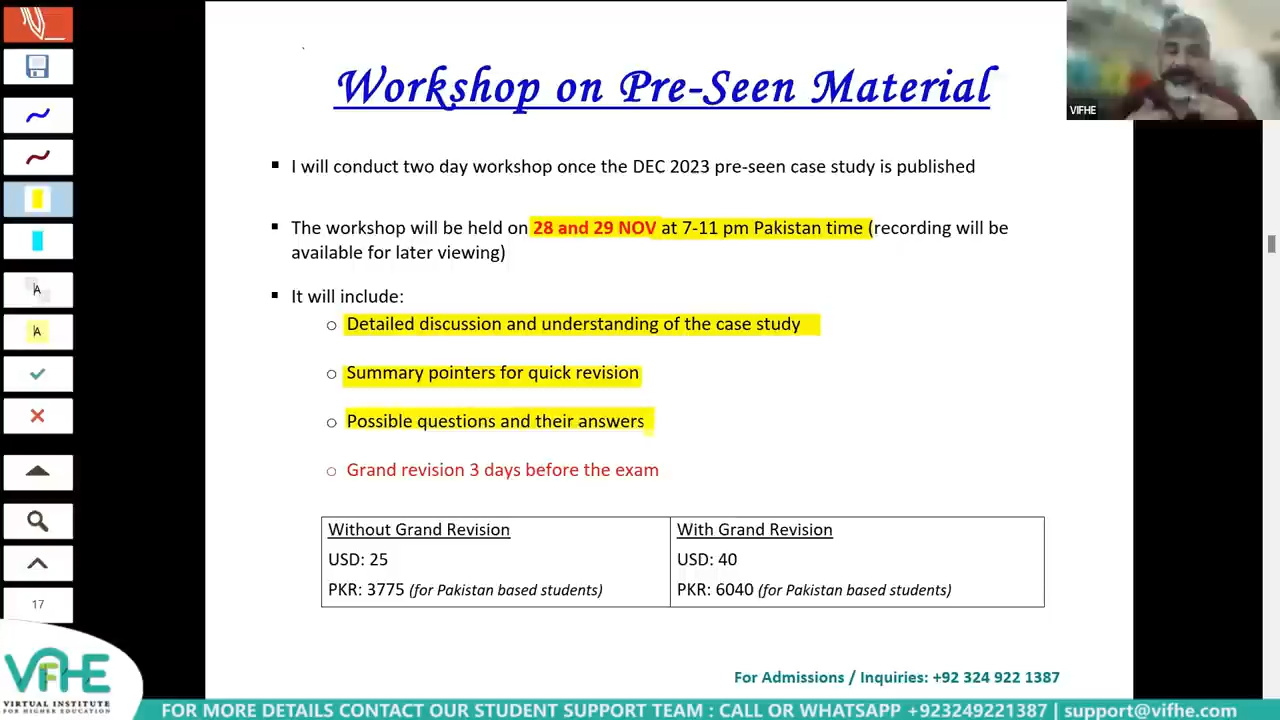 VIFHE
Workshop on Pre-Seen Material
▪ I will conduct two day workshop once the DEC 2023 pre-seen case study is published
▪ The workshop will be held on 28 and 29 NOV at 7-11 pm Pakistan time (recording will be
available for later viewing)
▪ It will include:
o Detailed discussion and understanding of the case study
o Summary pointers for quick revision
o Possible questions and their answers
o Grand revision 3 days before the exam
Without Grand Revision
USD: 25
PKR: 3775 (for Pakistan based students)
With Grand Revision
USD: 40
PKR: 6040 (for Pakistan based students)
A
A
17
For Admissions / Inquiries: +92 324 922 1387
VIFHE
VIRTUAL INSTITUTE
FOR HIGHER EDUCATION
FOR MORE DETAILS CONTACT OUR STUDENT SUPPORT TEAM : CALL OR WHATSAPP +923249221387 | support@vifhe.com